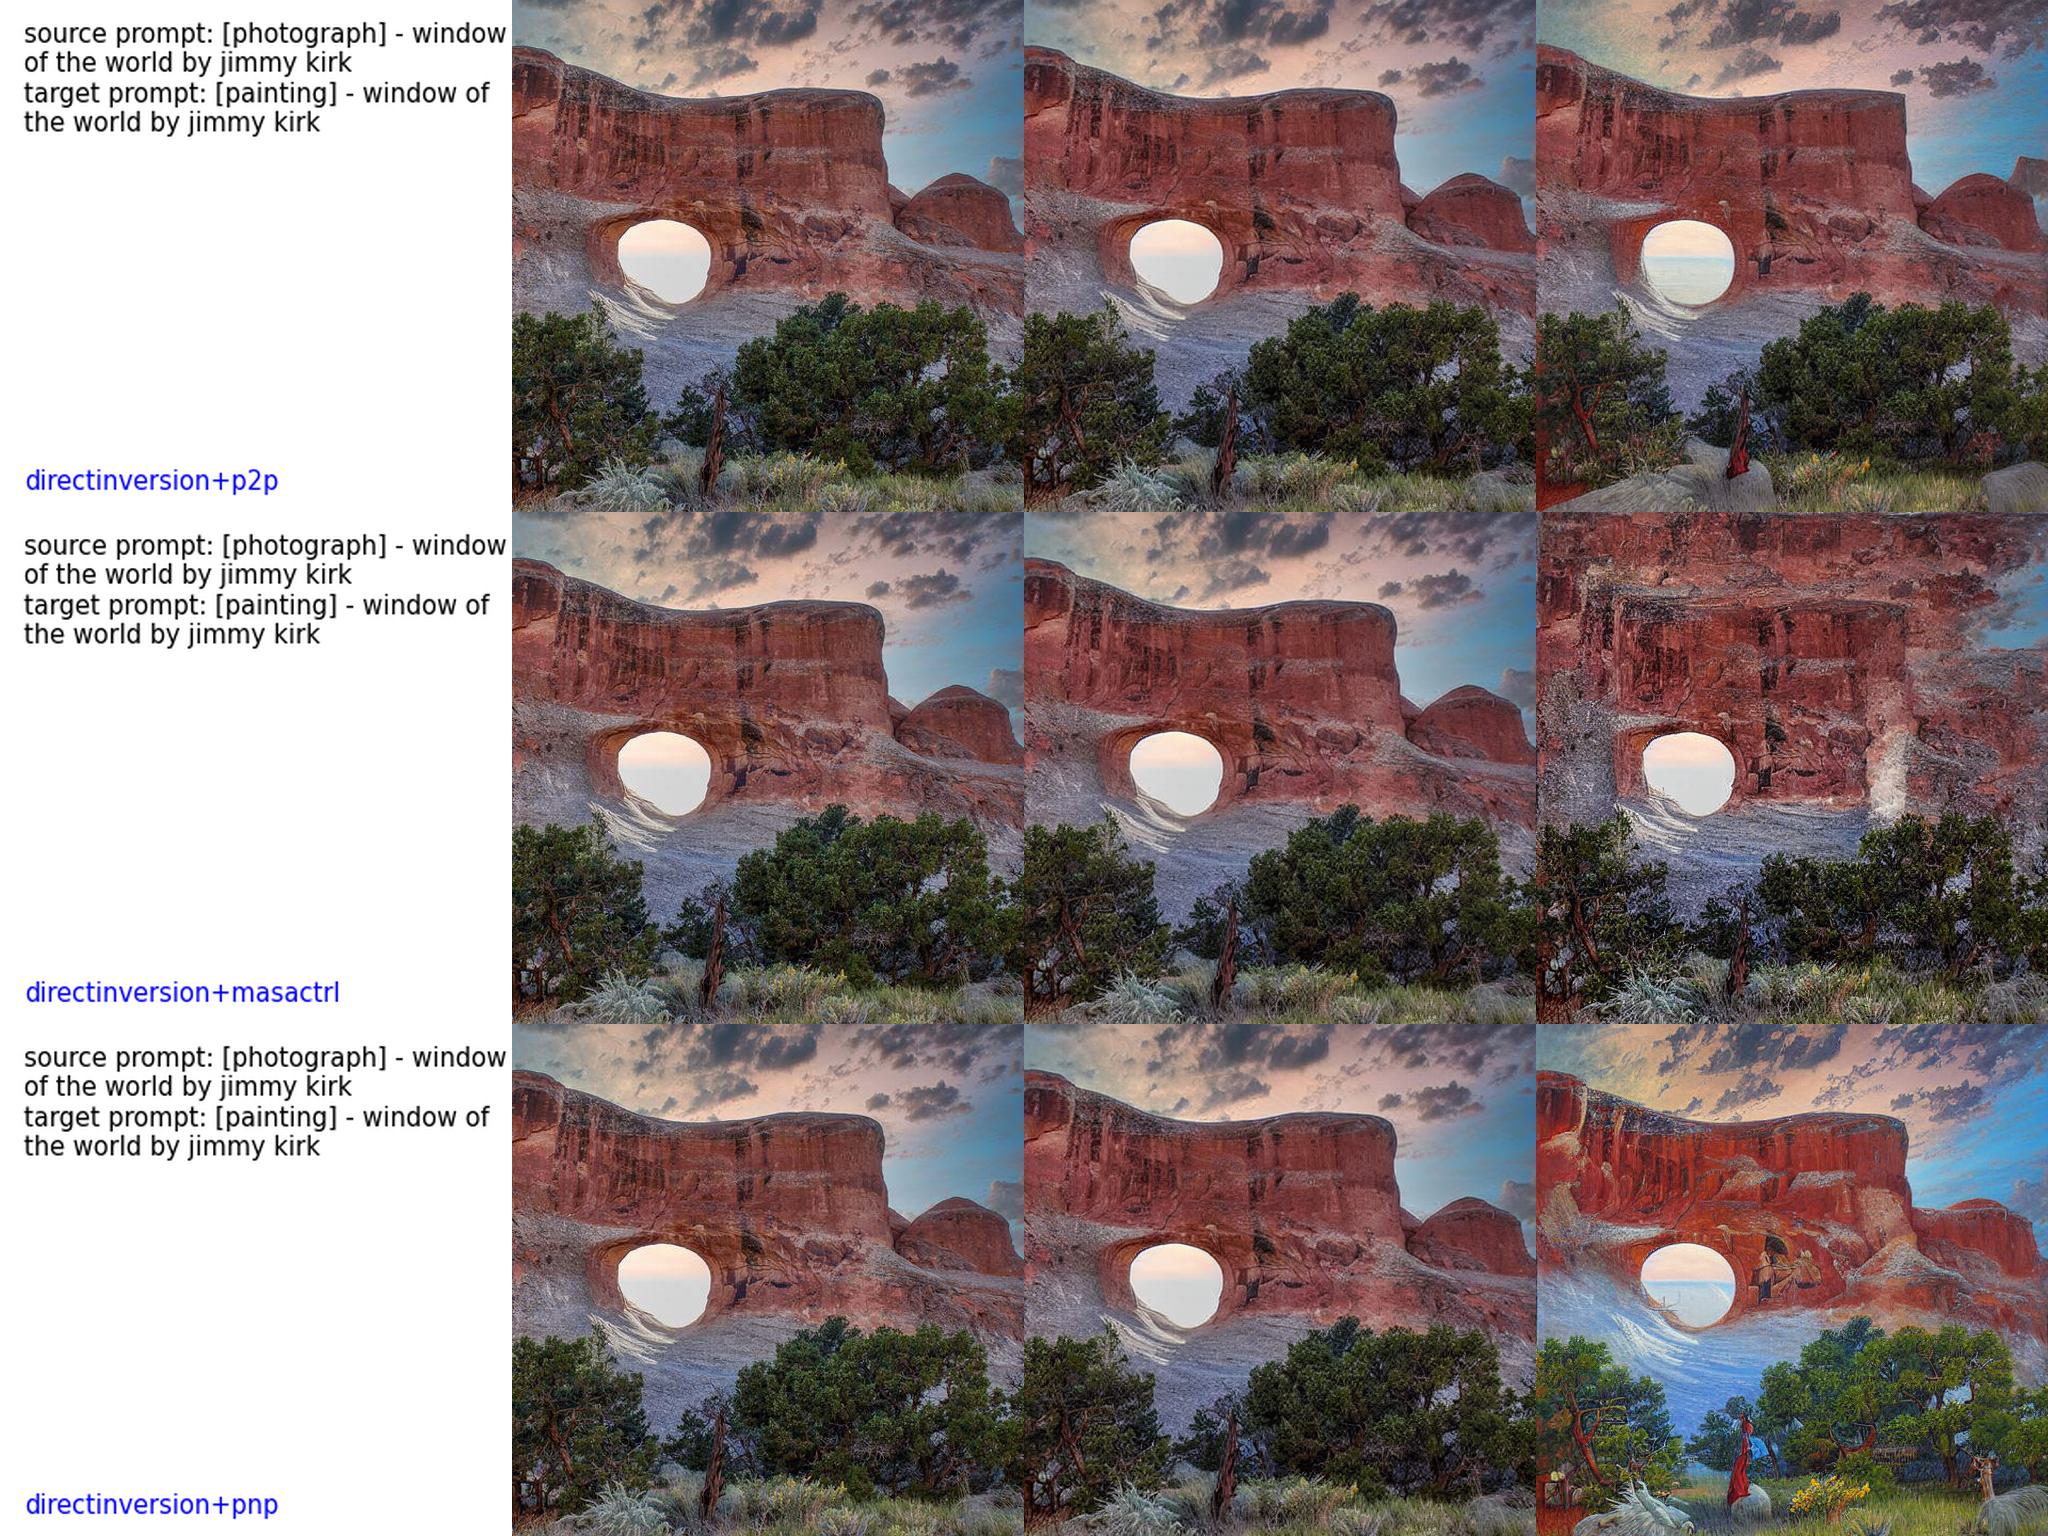 source prompt: [photograph] - window
of the world by jimmy kirk
target prompt: [painting] - window of
the world by jimmy kirk
directinversion+p2p
source prompt: [photograph] - window
of the world by jimmy kirk
target prompt: [painting] - window of
the world by jimmy kirk
directinversion+masactrl
source prompt: [photograph] - window
of the world by jimmy kirk
target prompt: [painting] - window of
the world by jimmy kirk
directinversion+pnp